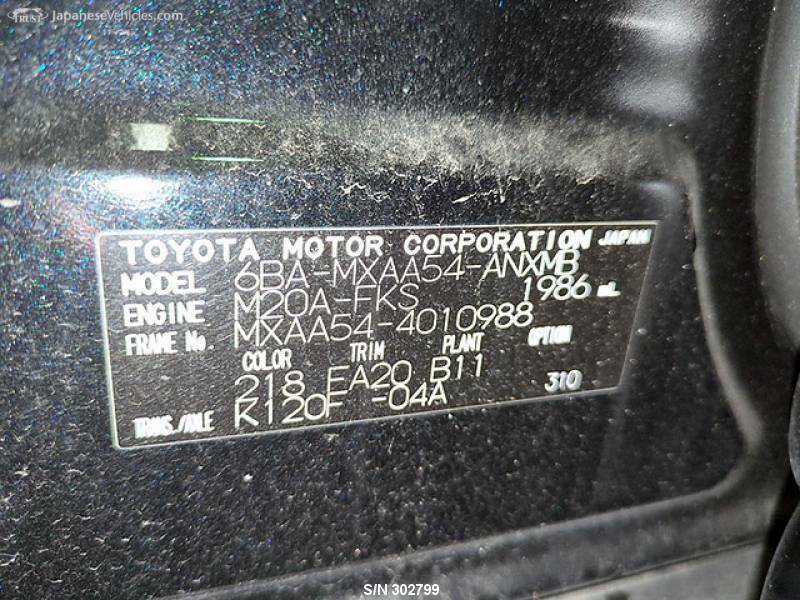 TRUST JapaneseVehicles.com
TOYOTA MOTOR CORPORATION JAPAN
MODEL 6BA-MXAA54-ANXMB
ENGINE M20A-FKS 1986 mL
FRAME No. MXAA54-4010988
COLOR TRIM PLANT OPTION
218 EA20 B11 310
TRANS./AXLE K120F -04A
S/N 302799